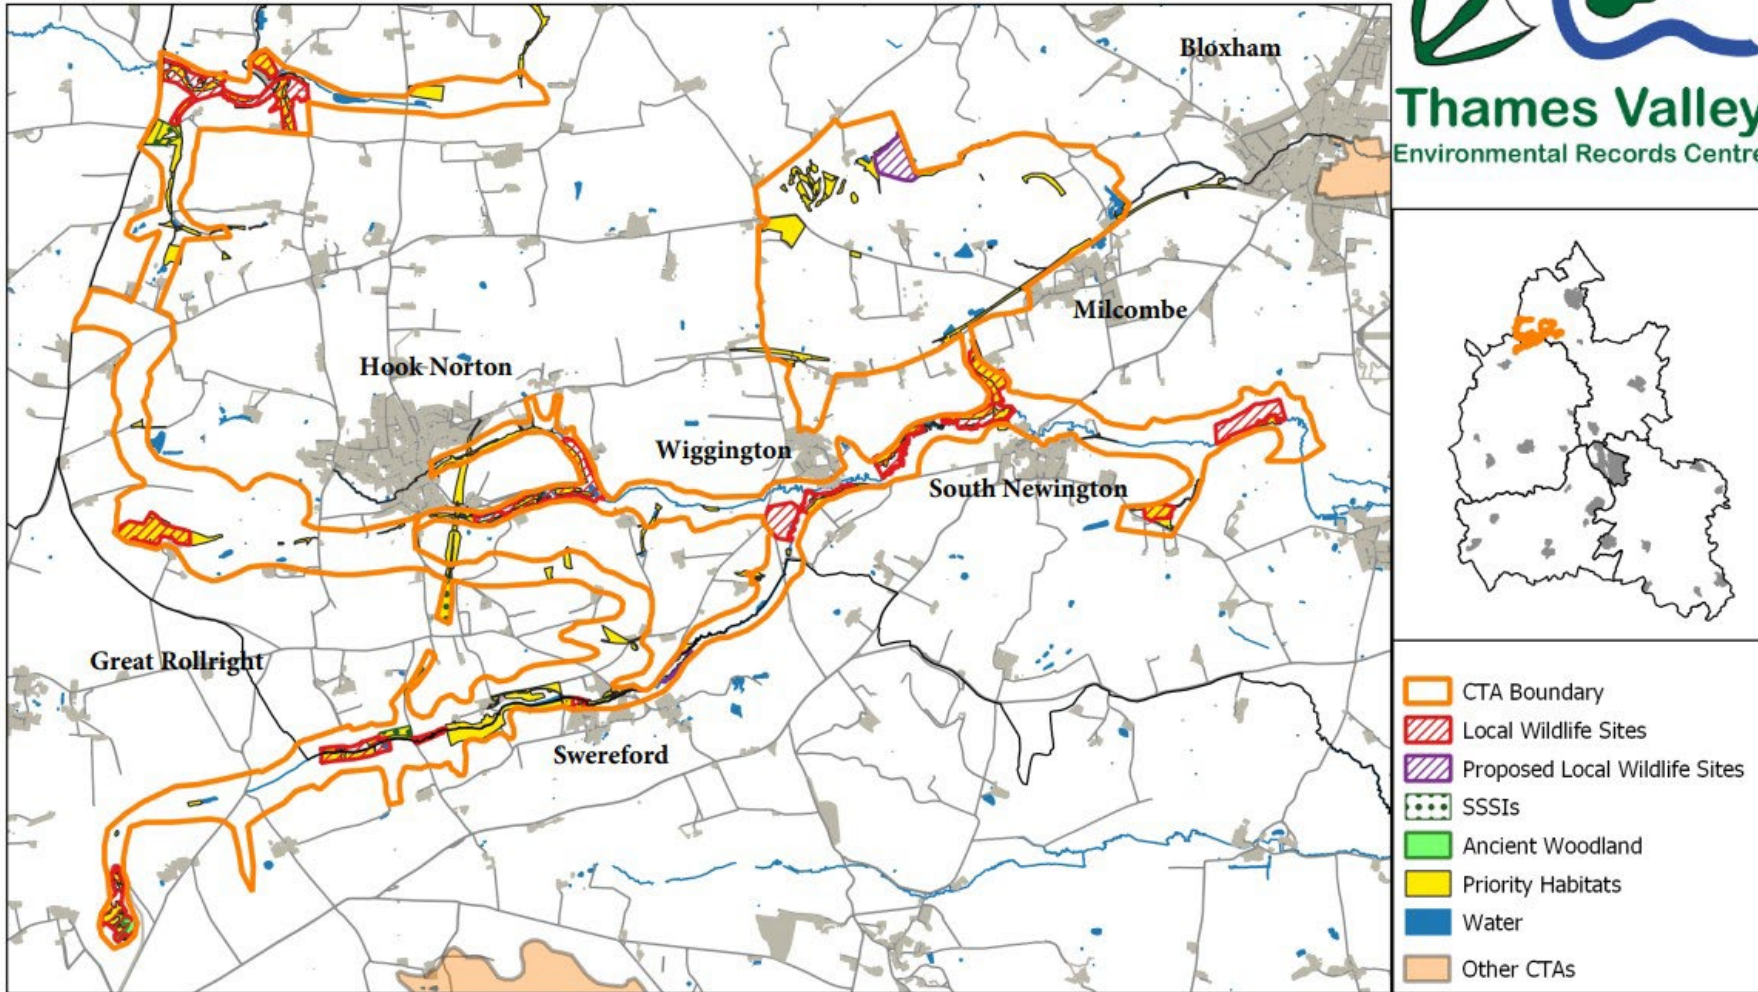 Bloxham
Milcombe
Hook Norton
Wiggington
South Newington
Great Rollright
Swereford
Thames Valley
Environmental Records Centre
CTA Boundary
Local Wildlife Sites
Proposed Local Wildlife Sites
SSSIs
Ancient Woodland
Priority Habitats
Water
Other CTAs